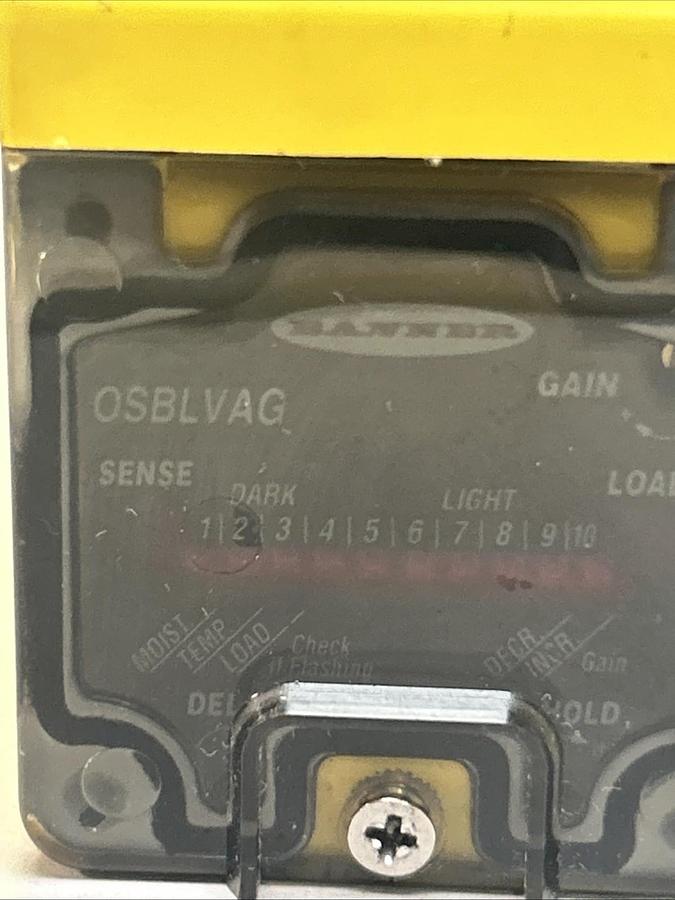 BANNER
OSBLVAG
GAIN
SENSE
LOAD
DARK LIGHT
1|2|3|4|5|6|7|8|9|10
MOIST
TEMP
LOAD
Check
if Flashing
DECR.
INCR.
Gain
HOLD